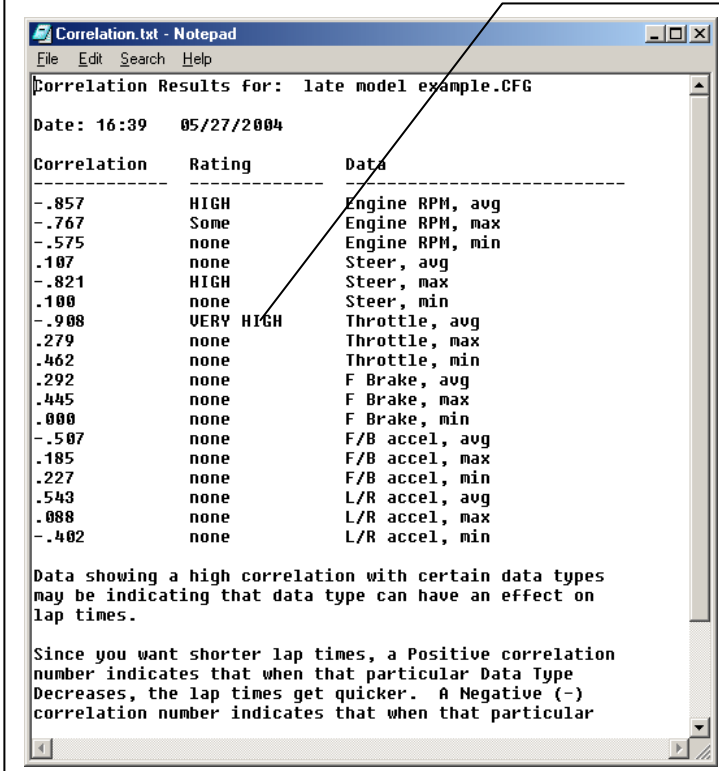 Correlation.txt - Notepad
File Edit Search Help
Correlation Results for: late model example.CFG
Date: 16:39 05/27/2004
Correlation Rating Data
------------- ------------- ---------------------------
-.857 HIGH Engine RPM, avg
-.767 Some Engine RPM, max
-.575 none Engine RPM, min
.107 none Steer, avg
-.821 HIGH Steer, max
.100 none Steer, min
-.908 VERY HIGH Throttle, avg
.279 none Throttle, max
.462 none Throttle, min
.292 none F Brake, avg
.445 none F Brake, max
.000 none F Brake, min
-.507 none F/B accel, avg
.185 none F/B accel, max
.227 none F/B accel, min
.543 none L/R accel, avg
.088 none L/R accel, max
-.402 none L/R accel, min
Data showing a high correlation with certain data types
may be indicating that data type can have an effect on
lap times.
Since you want shorter lap times, a Positive correlation
number indicates that when that particular Data Type
Decreases, the lap times get quicker. A Negative (-)
correlation number indicates that when that particular